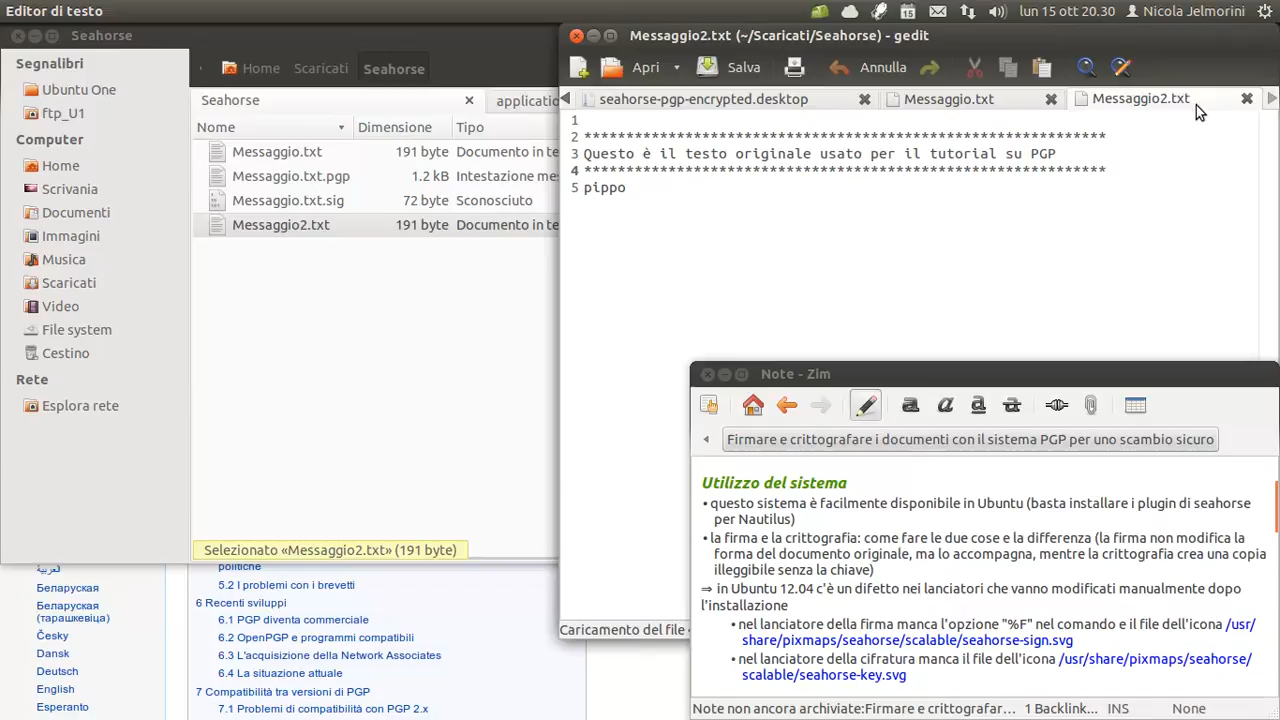 Editor di testo
15
lun 15 ott 20.30
Nicola Jelmorini
Seahorse
Segnalibri
Ubuntu One
ftp_U1
Computer
Home
Scrivania
Documenti
Immagini
Musica
Scaricati
Video
File system
Cestino
Rete
Esplora rete
Home
Scaricati
Seahorse
Seahorse
applicatio
Nome
Dimensione
Tipo
Messaggio.txt 191 byte Documento in te
Messaggio.txt.pgp 1.2 kB Intestazione me
Messaggio.txt.sig 72 byte Sconosciuto
Messaggio2.txt 191 byte Documento in te
Selezionato «Messaggio2.txt» (191 byte)
Messaggio2.txt (~/Scaricati/Seahorse) - gedit
Apri
Salva
Annulla
seahorse-pgp-encrypted.desktop
Messaggio.txt
Messaggio2.txt
1
2 **************************************************************
3 Questo è il testo originale usato per il tutorial su PGP
4 **************************************************************
5 pippo
Caricamento del file
Note - Zim
Firmare e crittografare i documenti con il sistema PGP per uno scambio sicuro
Utilizzo del sistema
• questo sistema è facilmente disponibile in Ubuntu (basta installare i plugin di seahorse
per Nautilus)
• la firma e la crittografia: come fare le due cose e la differenza (la firma non modifica la
forma del documento originale, ma lo accompagna, mentre la crittografia crea una copia
illeggibile senza la chiave)
⇒ in Ubuntu 12.04 c'è un difetto nei lanciatori che vanno modificati manualmente dopo
l'installazione
• nel lanciatore della firma manca l'opzione "%F" nel comando e il file dell'icona /usr/
share/pixmaps/seahorse/scalable/seahorse-sign.svg
• nel lanciatore della cifratura manca il file dell'icona /usr/share/pixmaps/seahorse/
scalable/seahorse-key.svg
Note non ancora archiviate:Firmare e crittografar...
1 Backlink...
INS
None
العربية
Беларуская
Беларуская
(тарашкевіца)
Česky
Dansk
Deutsch
English
Esperanto
politiche
5.2 I problemi con i brevetti
6 Recenti sviluppi
6.1 PGP diventa commerciale
6.2 OpenPGP e programmi compatibili
6.3 L'acquisizione della Network Associates
6.4 La situazione attuale
7 Compatibilità tra versioni di PGP
7.1 Problemi di compatibilità con PGP 2.x